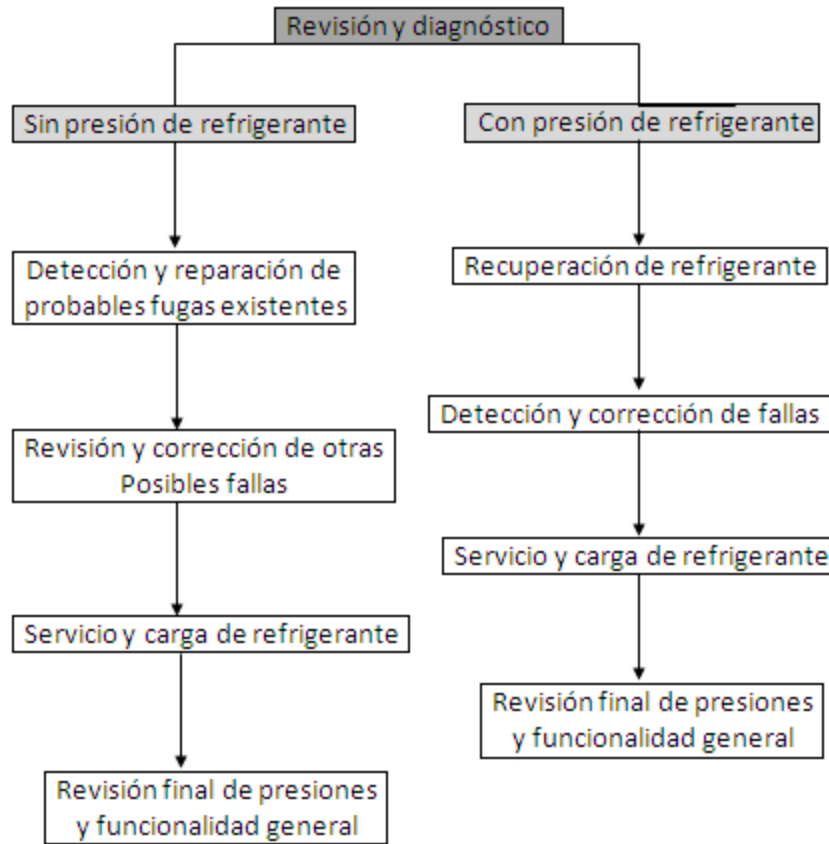 Revisión y diagnóstico
Sin presión de refrigerante
Con presión de refrigerante
Detección y reparación de
probables fugas existentes
Recuperación de refrigerante
Revisión y corrección de otras
Posibles fallas
Detección y corrección de fallas
Servicio y carga de refrigerante
Servicio y carga de refrigerante
Revisión final de presiones
y funcionalidad general
Revisión final de presiones
y funcionalidad general